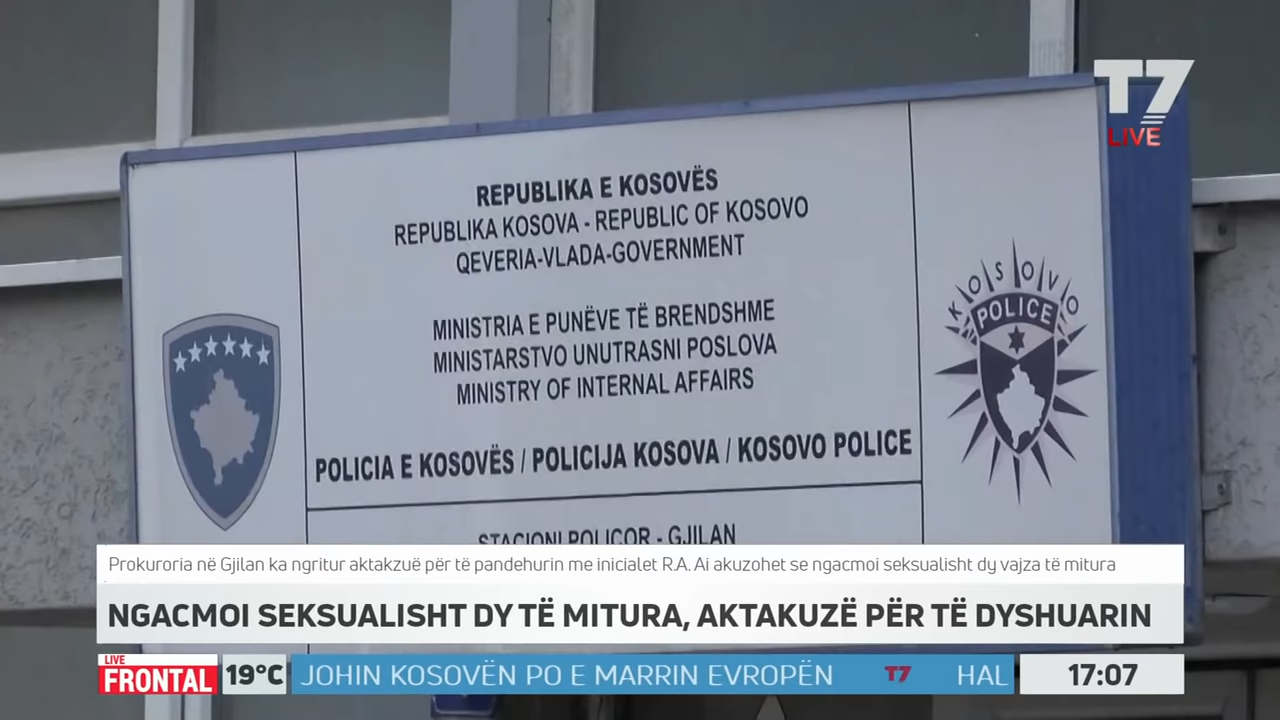 T7
LIVE
REPUBLIKA E KOSOVËS
REPUBLIKA KOSOVA - REPUBLIC OF KOSOVO
QEVERIA-VLADA-GOVERNMENT
MINISTRIA E PUNËVE TË BRENDSHME
MINISTARSTVO UNUTRASNI POSLOVA
MINISTRY OF INTERNAL AFFAIRS
POLICIA E KOSOVËS / POLICIJA KOSOVA / KOSOVO POLICE
STACIONI POLICOR - GJILAN
KOSOVO
POLICE
Prokuroria në Gjilan ka ngritur aktakzuë për të pandehurin me inicialet R.A. Ai akuzohet se ngacmoi seksualisht dy vajza të mitura
NGACMOI SEKSUALISHT DY TË MITURA, AKTAKUZË PËR TË DYSHUARIN
LIVE
FRONTAL
19°C
JOHIN KOSOVËN PO E MARRIN EVROPËN T7 HAL
17:07